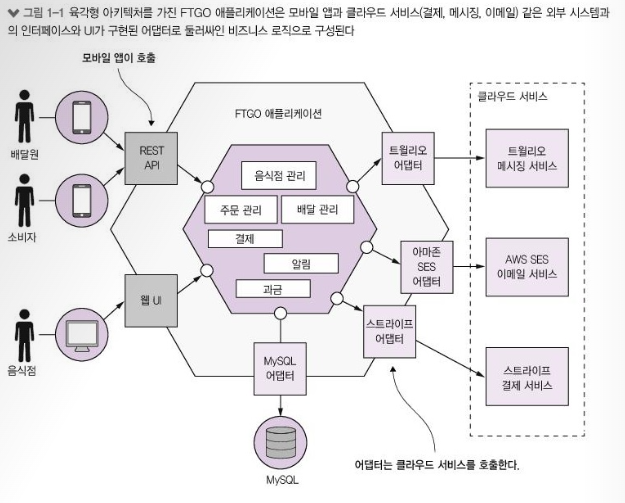 그림 1-1 육각형 아키텍처를 가진 FTGO 애플리케이션은 모바일 앱과 클라우드 서비스(결제, 메시징, 이메일) 같은 외부 시스템과
의 인터페이스와 UI가 구현된 어댑터로 둘러싸인 비즈니스 로직으로 구성된다
모바일 앱이 호출
클라우드 서비스
FTGO 애플리케이션
배달원
REST
API
트윌리오
어댑터
트윌리오
메시징 서비스
음식점 관리
주문 관리
배달 관리
소비자
결제
알림
과금
아마존
SES
어댑터
AWS SES
이메일 서비스
웹 UI
스트라이프
어댑터
음식점
MySQL
어댑터
스트라이프
결제 서비스
어댑터는 클라우드 서비스를 호출한다.
MySQL